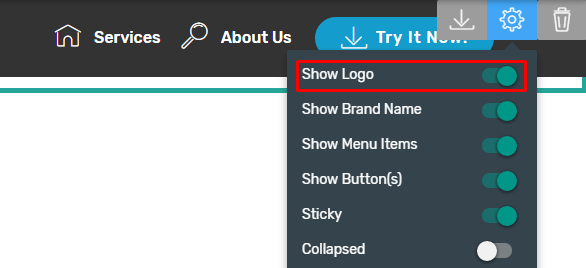 Services
About Us
Try It Now!
Show Logo
Show Brand Name
Show Menu Items
Show Button(s)
Sticky
Collapsed